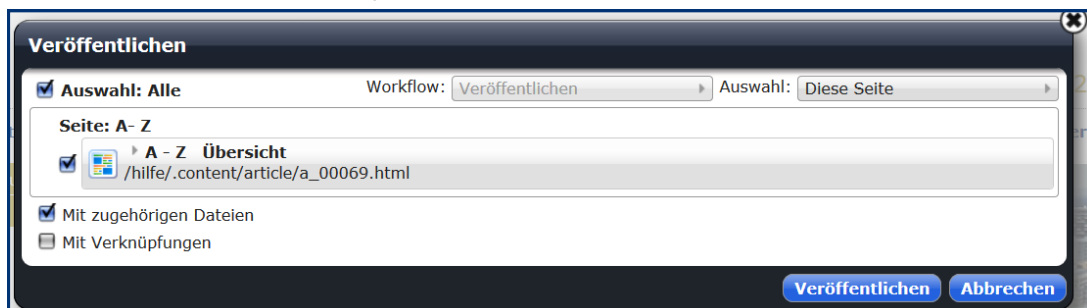 Veröffentlichen
Auswahl: Alle Workflow: Veröffentlichen Auswahl: Diese Seite
Seite: A- Z
A - Z Übersicht
/hilfe/.content/article/a_00069.html
Mit zugehörigen Dateien
Mit Verknüpfungen
Veröffentlichen Abbrechen